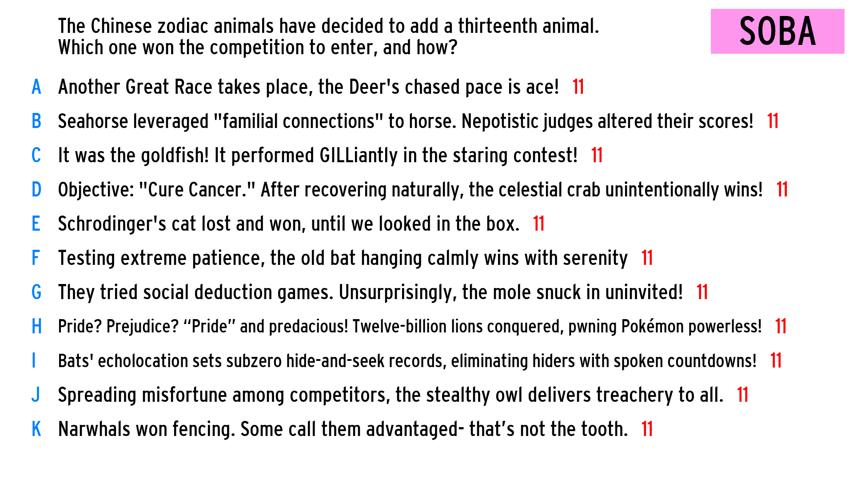 The Chinese zodiac animals have decided to add a thirteenth animal.
Which one won the competition to enter, and how?
SOBA
A Another Great Race takes place, the Deer's chased pace is ace! 11
B Seahorse leveraged "familial connections" to horse. Nepotistic judges altered their scores! 11
C It was the goldfish! It performed GILLiantly in the staring contest! 11
D Objective: "Cure Cancer." After recovering naturally, the celestial crab unintentionally wins! 11
E Schrodinger's cat lost and won, until we looked in the box. 11
F Testing extreme patience, the old bat hanging calmly wins with serenity 11
G They tried social deduction games. Unsurprisingly, the mole snuck in uninvited! 11
H Pride? Prejudice? “Pride” and predacious! Twelve-billion lions conquered, pwning Pokémon powerless! 11
I Bats' echolocation sets subzero hide-and-seek records, eliminating hiders with spoken countdowns! 11
J Spreading misfortune among competitors, the stealthy owl delivers treachery to all. 11
K Narwhals won fencing. Some call them advantaged- that’s not the tooth. 11